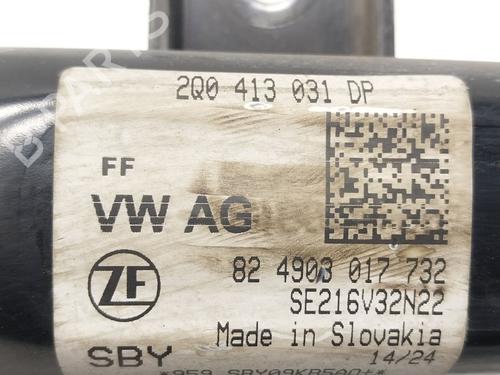 2Q0 413 031 DP
FF
VW AG
ZF
82 4903 017 732
SE216V32N22
Made in Slovakia
SBY
14/24